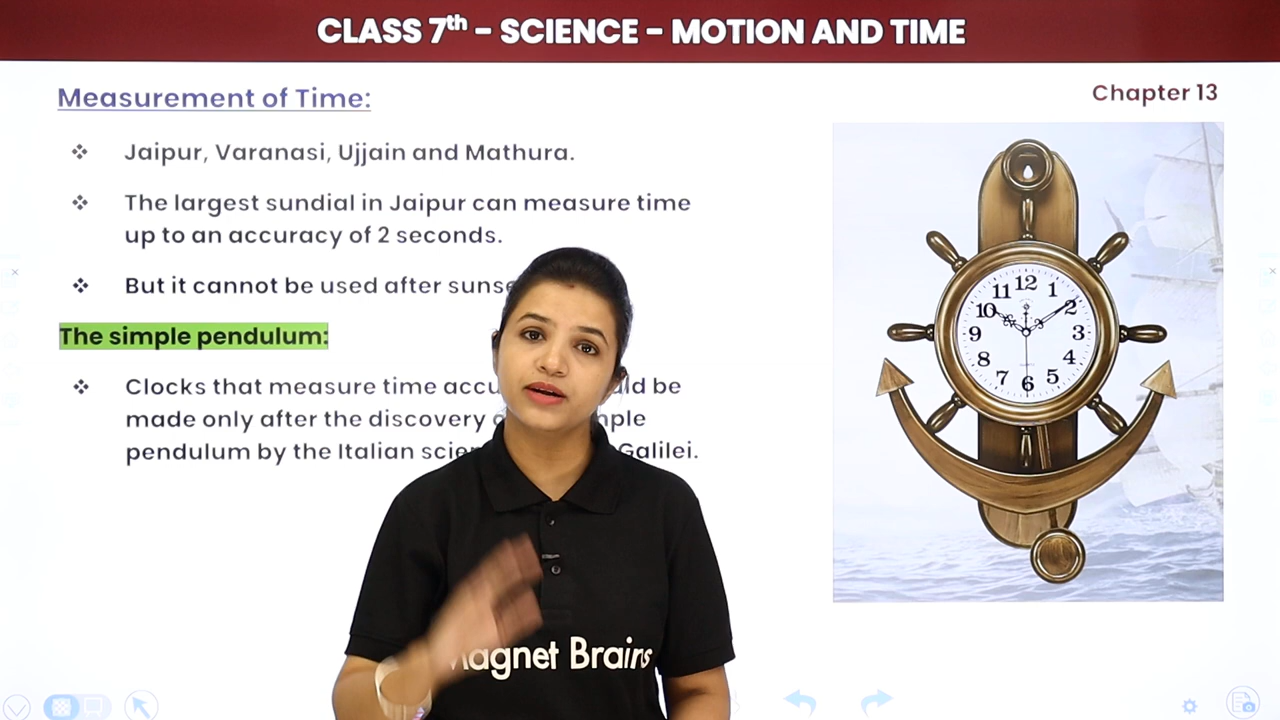 CLASS 7th - SCIENCE - MOTION AND TIME
Measurement of Time:
Chapter 13
❖ Jaipur, Varanasi, Ujjain and Mathura.
❖ The largest sundial in Jaipur can measure time
up to an accuracy of 2 seconds.
❖ But it cannot be used after
The simple pendulum:
❖ Clocks that measure time be
made only after the discovery
pendulum by the Italian Galilei.
12
11 1
10 2
9 3
8 4
7 5
6
Magnet Brains